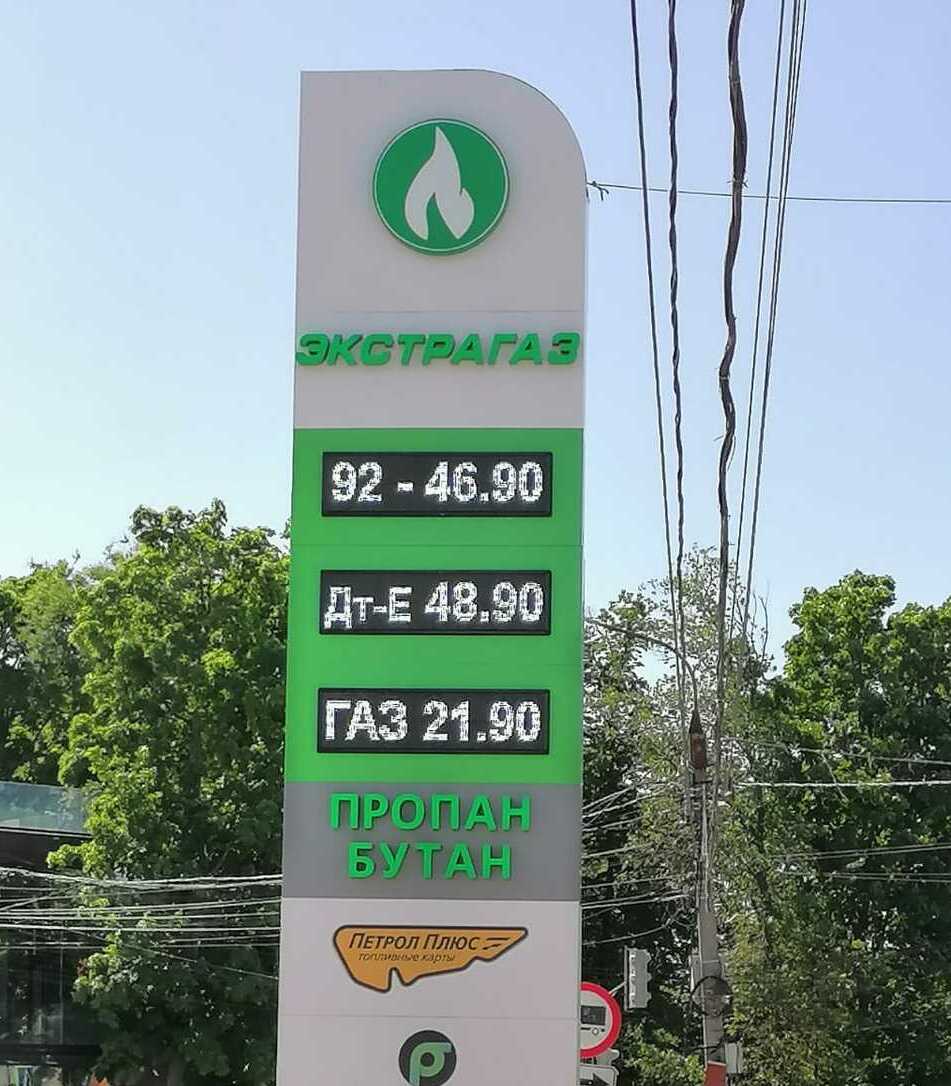 ЭКСТРАГАЗ
92 - 46.90
Дт-Е 48.90
ГАЗ 21.90
ПРОПАН
БУТАН
ПЕТРОЛ ПЛЮС
топливные карты